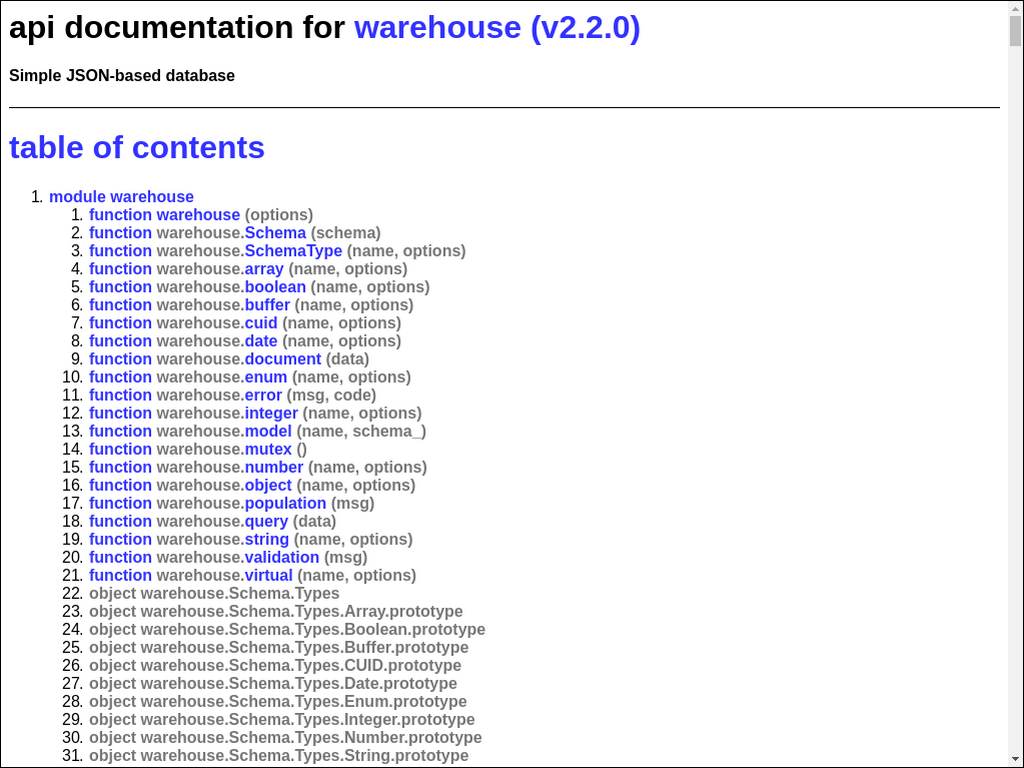 api documentation for warehouse (v2.2.0)
Simple JSON-based database
table of contents
1. module warehouse
1. function warehouse (options)
2. function warehouse.Schema (schema)
3. function warehouse.SchemaType (name, options)
4. function warehouse.array (name, options)
5. function warehouse.boolean (name, options)
6. function warehouse.buffer (name, options)
7. function warehouse.cuid (name, options)
8. function warehouse.date (name, options)
9. function warehouse.document (data)
10. function warehouse.enum (name, options)
11. function warehouse.error (msg, code)
12. function warehouse.integer (name, options)
13. function warehouse.model (name, schema_)
14. function warehouse.mutex ()
15. function warehouse.number (name, options)
16. function warehouse.object (name, options)
17. function warehouse.population (msg)
18. function warehouse.query (data)
19. function warehouse.string (name, options)
20. function warehouse.validation (msg)
21. function warehouse.virtual (name, options)
22. object warehouse.Schema.Types
23. object warehouse.Schema.Types.Array.prototype
24. object warehouse.Schema.Types.Boolean.prototype
25. object warehouse.Schema.Types.Buffer.prototype
26. object warehouse.Schema.Types.CUID.prototype
27. object warehouse.Schema.Types.Date.prototype
28. object warehouse.Schema.Types.Enum.prototype
29. object warehouse.Schema.Types.Integer.prototype
30. object warehouse.Schema.Types.Number.prototype
31. object warehouse.Schema.Types.String.prototype